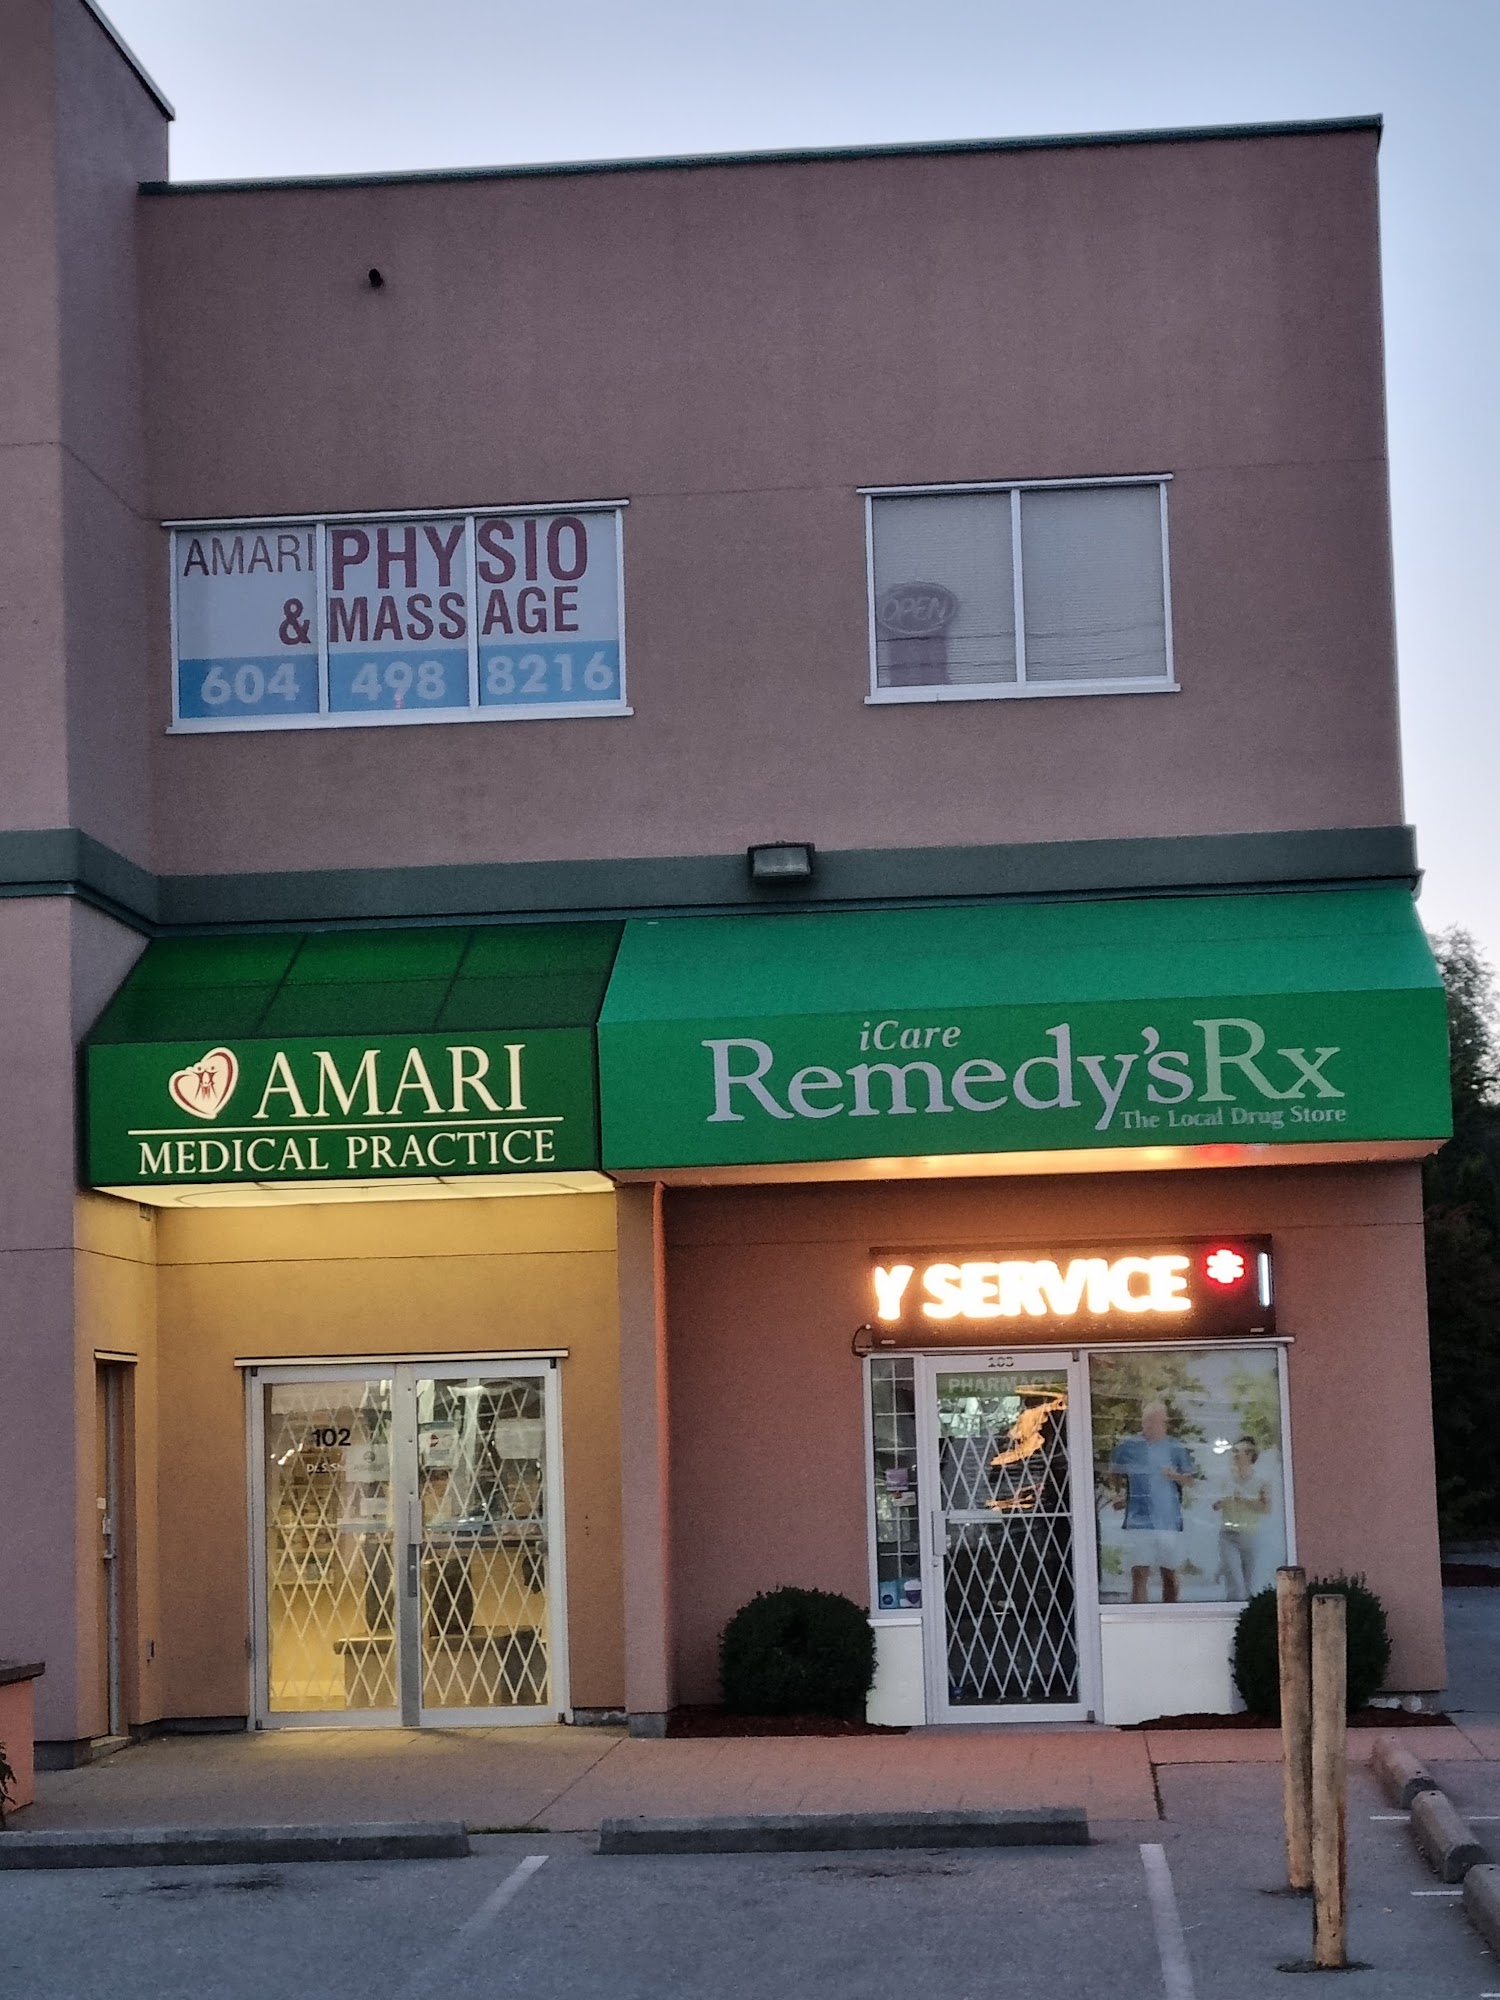 AMARI PHYSIO
& MASSAGE
604 498 8216
OPEN
AMARI
MEDICAL PRACTICE
iCare
Remedy'sRx
The Local Drug Store
Y SERVICE *
103
PHARMACY
102